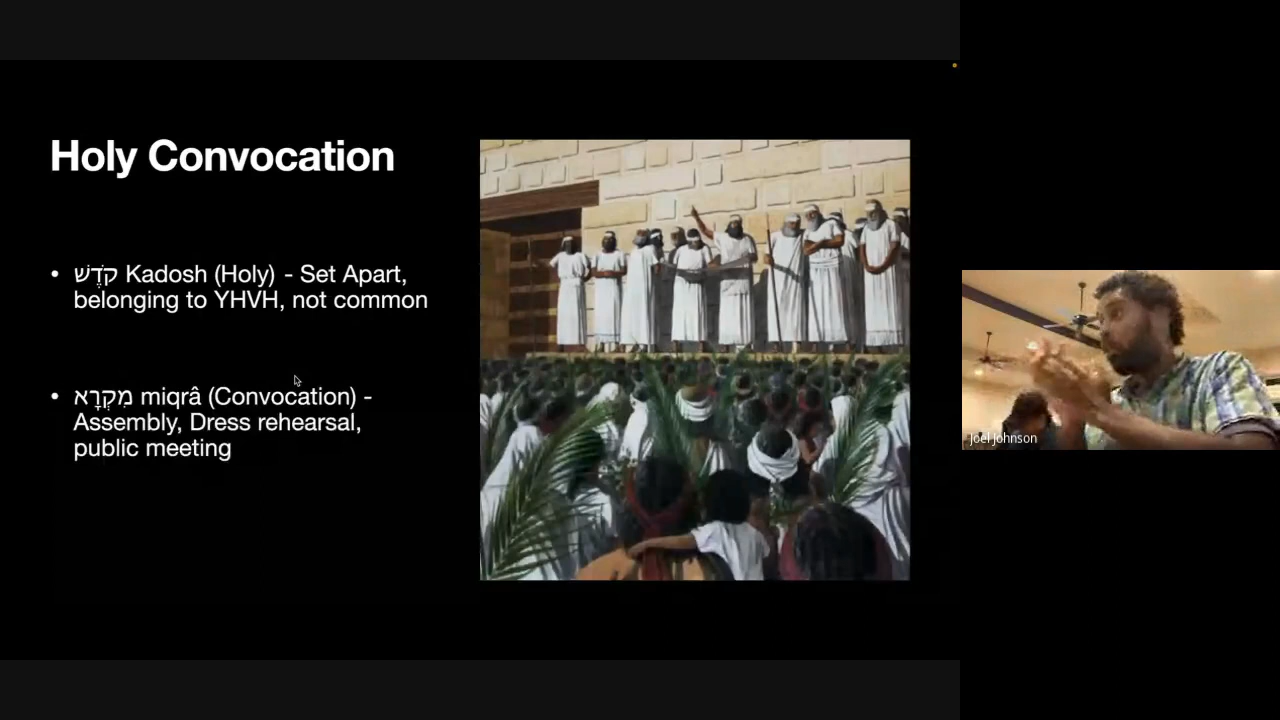 Holy Convocation
• קֹדֶשׁ Kadosh (Holy) - Set Apart,
belonging to YHVH, not common
• מִקְרָא miqrâ (Convocation) -
Assembly, Dress rehearsal,
public meeting
Joel Johnson